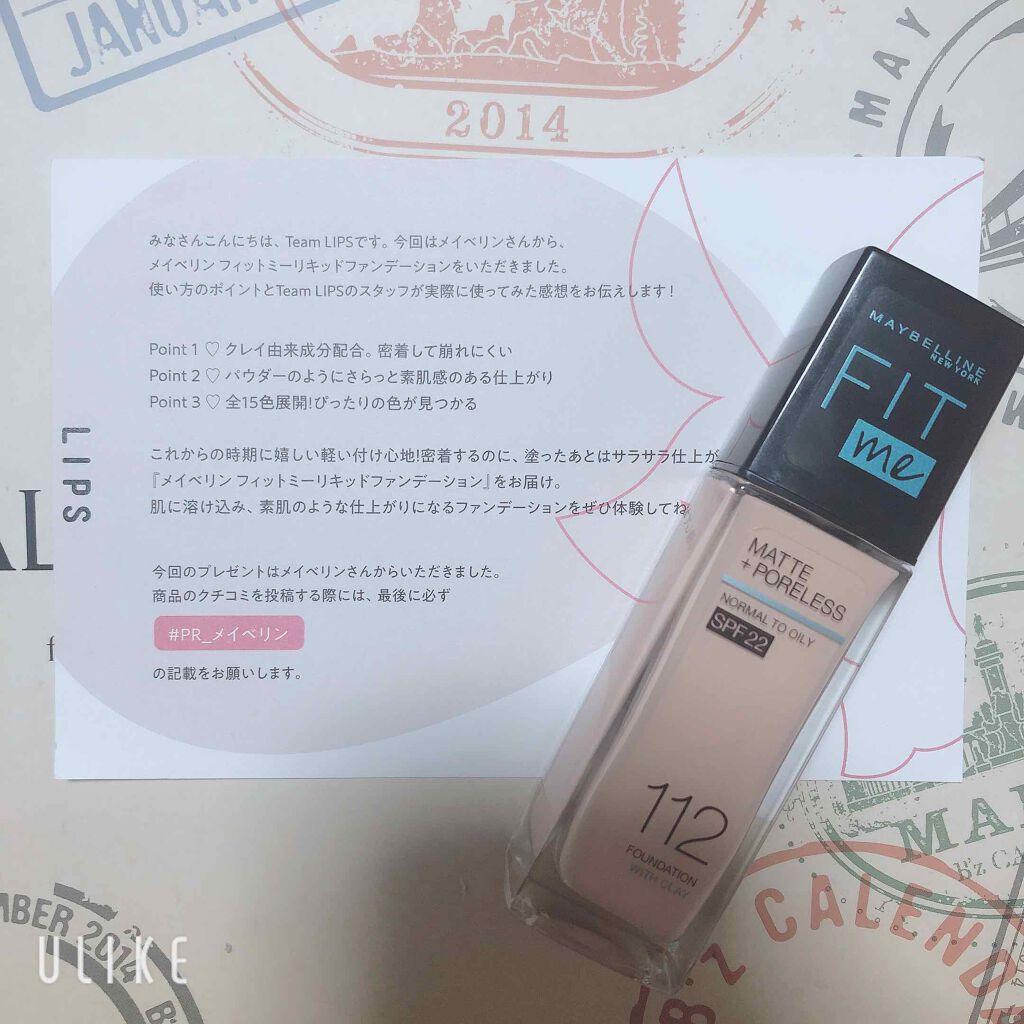 JANUAR
2014
MAY
みなさんこんにちは、Team LIPSです。今回はメイベリンさんから、
メイベリン フィットミーリキッドファンデーションをいただきました。
使い方のポイントとTeam LIPSのスタッフが実際に使ってみた感想をお伝えします!
Point 1 ♡ クレイ由来成分配合。密着して崩れにくい
Point 2 ♡ パウダーのようにさらっと素肌感のある仕上がり
Point 3 ♡ 全15色展開!ぴったりの色が見つかる
これからの時期に嬉しい軽い付け心地!密着するのに、塗ったあとはサラサラ仕上が
『メイベリン フィットミーリキッドファンデーション』をお届け。
肌に溶け込み、素肌のような仕上がりになるファンデーションをぜひ体験してね
今回のプレゼントはメイベリンさんからいただきました。
商品のクチコミを投稿する際には、最後に必ず
#PR_メイベリン
の記載をお願いします。
LIPS
MAYBELLINE
NEW YORK
FIT
me
MATTE
+ PORELESS
NORMAL TO OILY
SPF 22
112
FOUNDATION
WITH CLAY
MA
B'z CA
B'z CALEND
MBER 2014
B'z
ULIKE